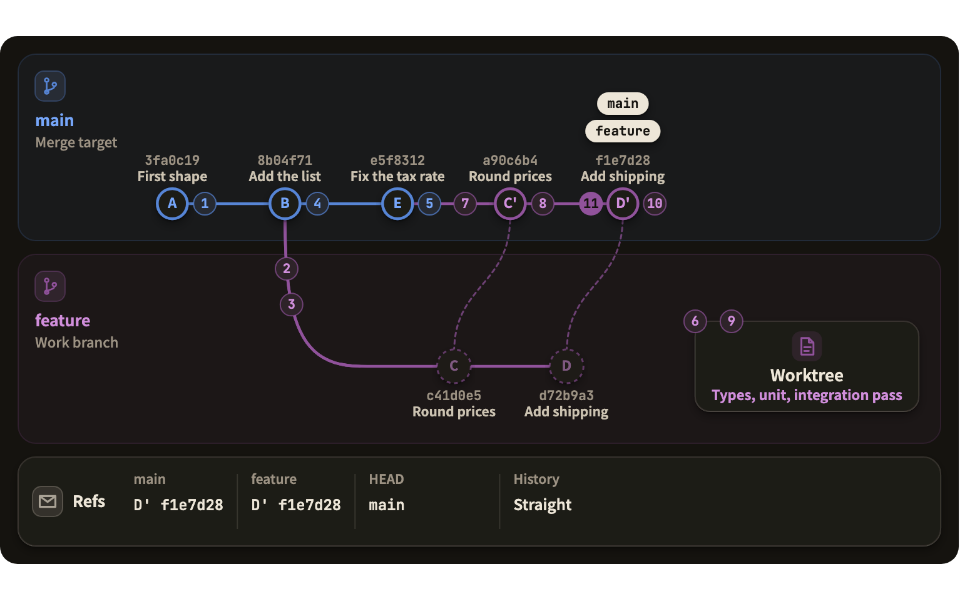 main
Merge target
main
feature
3fa0c19
First shape
8b04f71
Add the list
e5f8312
Fix the tax rate
a90c6b4
Round prices
f1e7d28
Add shipping
A 1 B 4 E 5 7 C' 8 11 D' 10
2
3
feature
Work branch
6 9
Worktree
Types, unit, integration pass
C D
c41d0e5
Round prices
d72b9a3
Add shipping
Refs
main
D' f1e7d28
feature
D' f1e7d28
HEAD
main
History
Straight